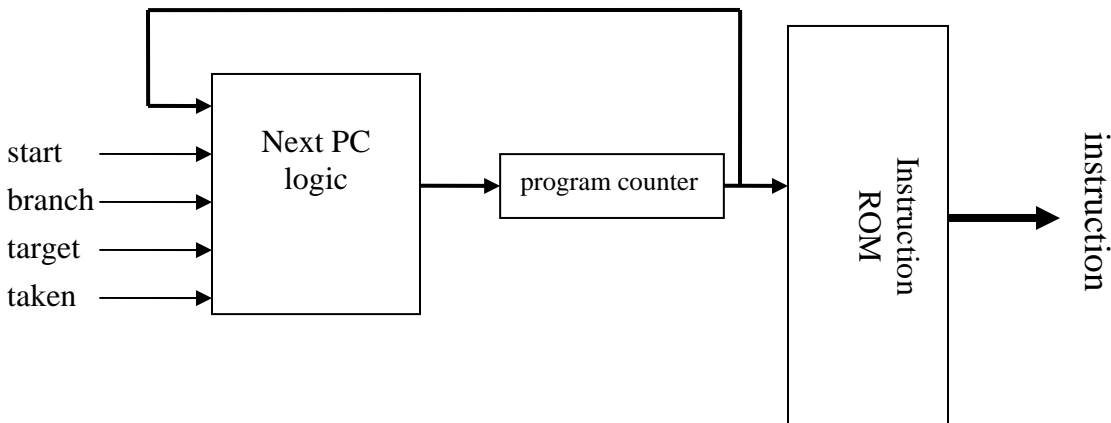 start
branch
target
taken
Next PC
logic
program counter
Instruction
ROM
instruction